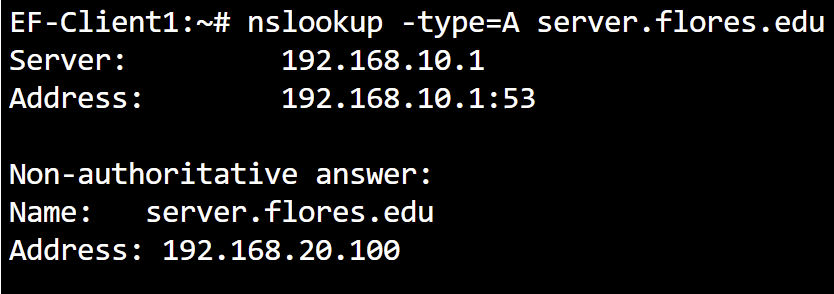 EF-Client1:~# nslookup -type=A server.flores.edu
Server:         192.168.10.1
Address:        192.168.10.1:53

Non-authoritative answer:
Name:   server.flores.edu
Address: 192.168.20.100